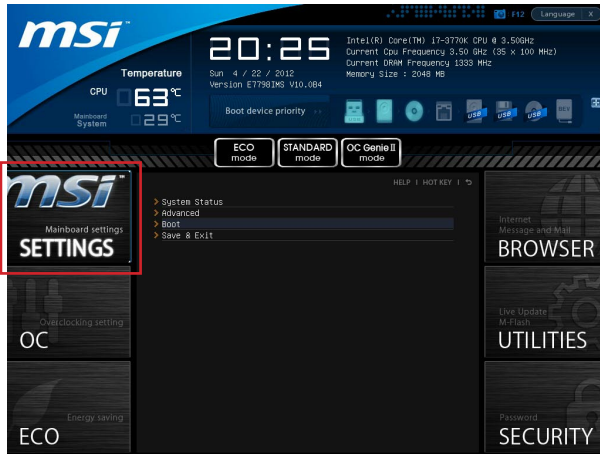 msi
F12 Language X
20:25
Sun 4 / 22 / 2012
Version E7798IMS V10.0B4
Intel(R) Core(TM) i7-3770K CPU @ 3.50GHz
Current Cpu Frequency 3.50 GHz (35 x 100 MHz)
Current DRAM Frequency 1333 MHz
Memory Size : 2048 MB
Temperature
CPU 63°C
Mainboard
System 29°C
Boot device priority
USB USB USB USB REV
ECO
mode
STANDARD
mode
OC Genie II
mode
HELP | HOT KEY |
msi
Mainboard settings
SETTINGS
> System Status
> Advanced
> Boot
> Save & Exit
Overclocking setting
OC
Energy saving
ECO
Internet
Message and Mail
BROWSER
Live Update
M-Flash
UTILITIES
Password
SECURITY